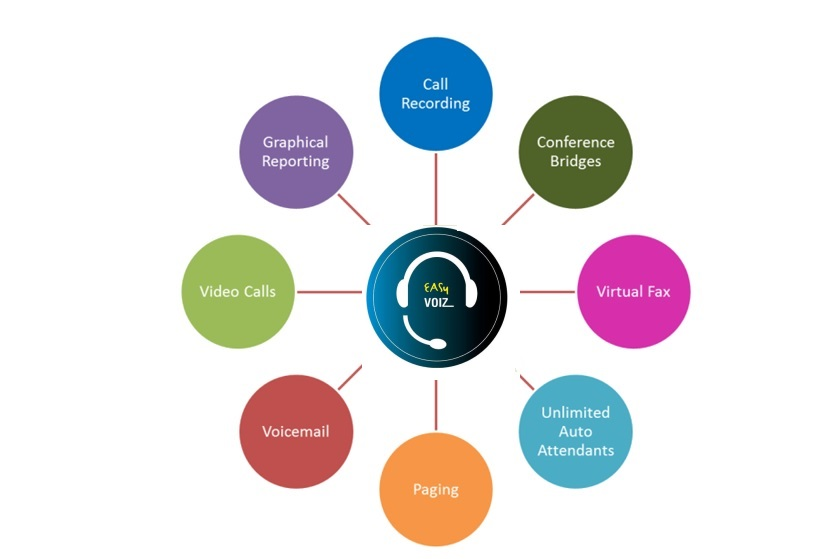 Call
Recording
Conference
Bridges
Virtual Fax
Unlimited
Auto
Attendants
Paging
Voicemail
Video Calls
Graphical
Reporting
EASy
VOIZ_